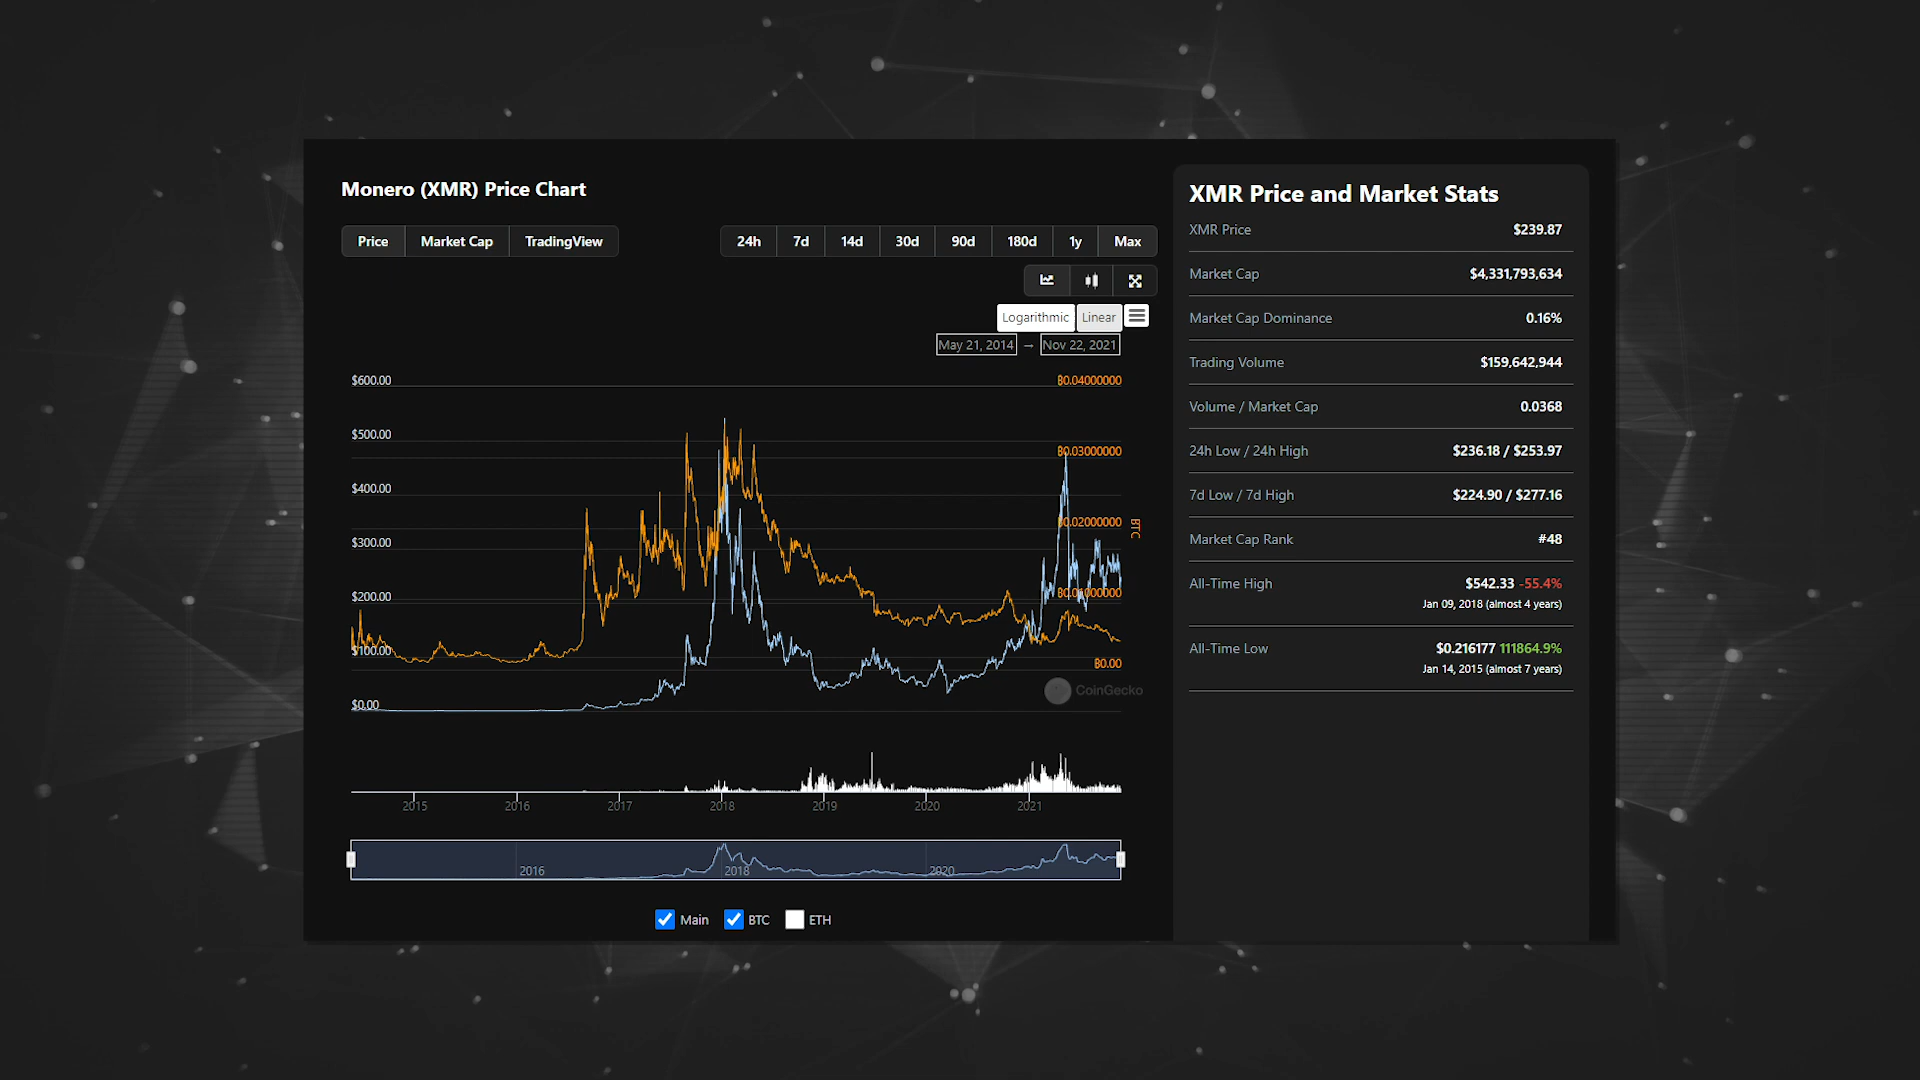 Monero (XMR) Price Chart
Price Market Cap TradingView
24h 7d 14d 30d 90d 180d 1y Max
Logarithmic Linear
May 21, 2014 → Nov 22, 2021
$600.00
$500.00
$400.00
$300.00
$200.00
$100.00
$0.00
₿0.04000000
₿0.03000000
₿0.02000000
₿0.01000000
₿0.00
BTC
CoinGecko
2015 2016 2017 2018 2019 2020 2021
2016 2018 2020
Main BTC ETH
XMR Price and Market Stats
XMR Price $239.87
Market Cap $4,331,793,634
Market Cap Dominance 0.16%
Trading Volume $159,642,944
Volume / Market Cap 0.0368
24h Low / 24h High $236.18 / $253.97
7d Low / 7d High $224.90 / $277.16
Market Cap Rank #48
All-Time High $542.33 -55.4%
Jan 09, 2018 (almost 4 years)
All-Time Low $0.216177 111864.9%
Jan 14, 2015 (almost 7 years)